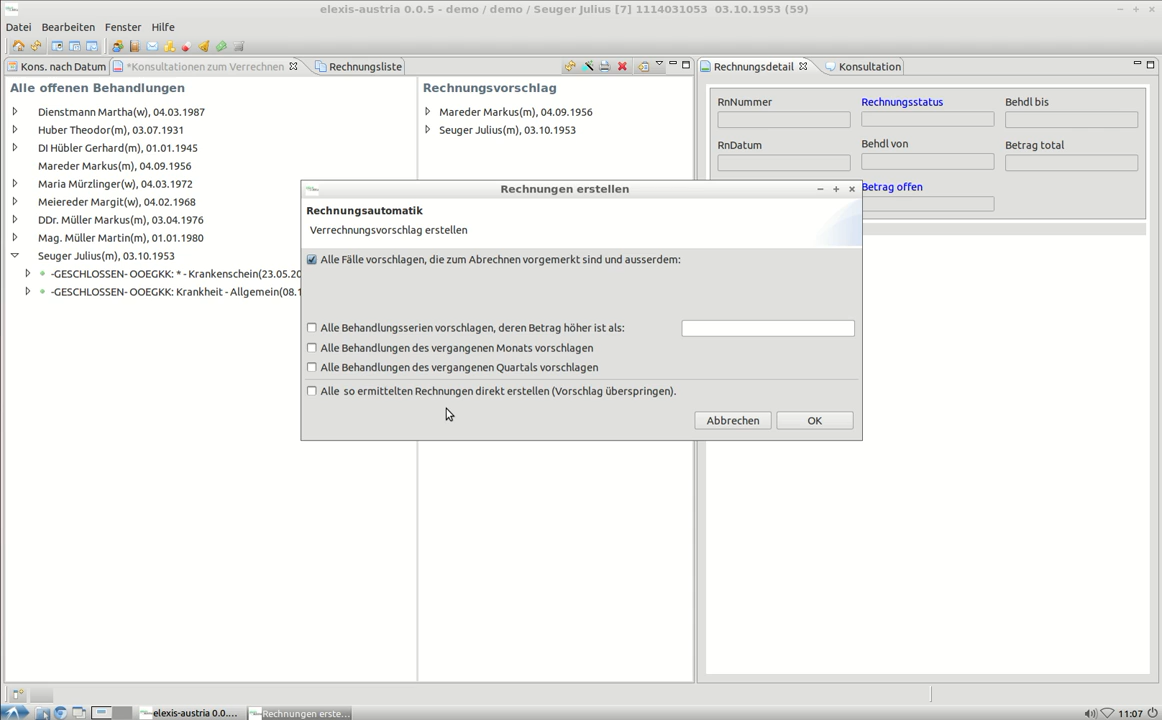 elexis-austria 0.0.5 - demo / demo / Seuger Julius [7] 1114031053 03.10.1953 (59)
Datei Bearbeiten Fenster Hilfe
Kons. nach Datum *Konsultationen zum Verrechnen Rechnungsliste
Alle offenen Behandlungen
Dienstmann Martha(w), 04.03.1987
Huber Theodor(m), 03.07.1931
DI Hübler Gerhard(m), 01.01.1945
Mareder Markus(m), 04.09.1956
Maria Mürzlinger(w), 04.03.1972
Meiereder Margit(w), 04.02.1968
DDr. Müller Markus(m), 03.04.1976
Mag. Müller Martin(m), 01.01.1980
Seuger Julius(m), 03.10.1953
-GESCHLOSSEN- OOEGKK: * - Krankenschein(23.05.20
-GESCHLOSSEN- OOEGKK: Krankheit - Allgemein(08.1
Rechnungsvorschlag
Mareder Markus(m), 04.09.1956
Seuger Julius(m), 03.10.1953
Rechnungsdetail Konsultation
RnNummer Rechnungsstatus Behdl bis
RnDatum Behdl von Betrag total
Betrag offen
Rechnungen erstellen
Rechnungsautomatik
Verrechnungsvorschlag erstellen
Alle Fälle vorschlagen, die zum Abrechnen vorgemerkt sind und ausserdem:
Alle Behandlungsserien vorschlagen, deren Betrag höher ist als:
Alle Behandlungen des vergangenen Monats vorschlagen
Alle Behandlungen des vergangenen Quartals vorschlagen
Alle so ermittelten Rechnungen direkt erstellen (Vorschlag überspringen).
Abbrechen OK
elexis-austria 0.0.... Rechnungen erste... 11:07